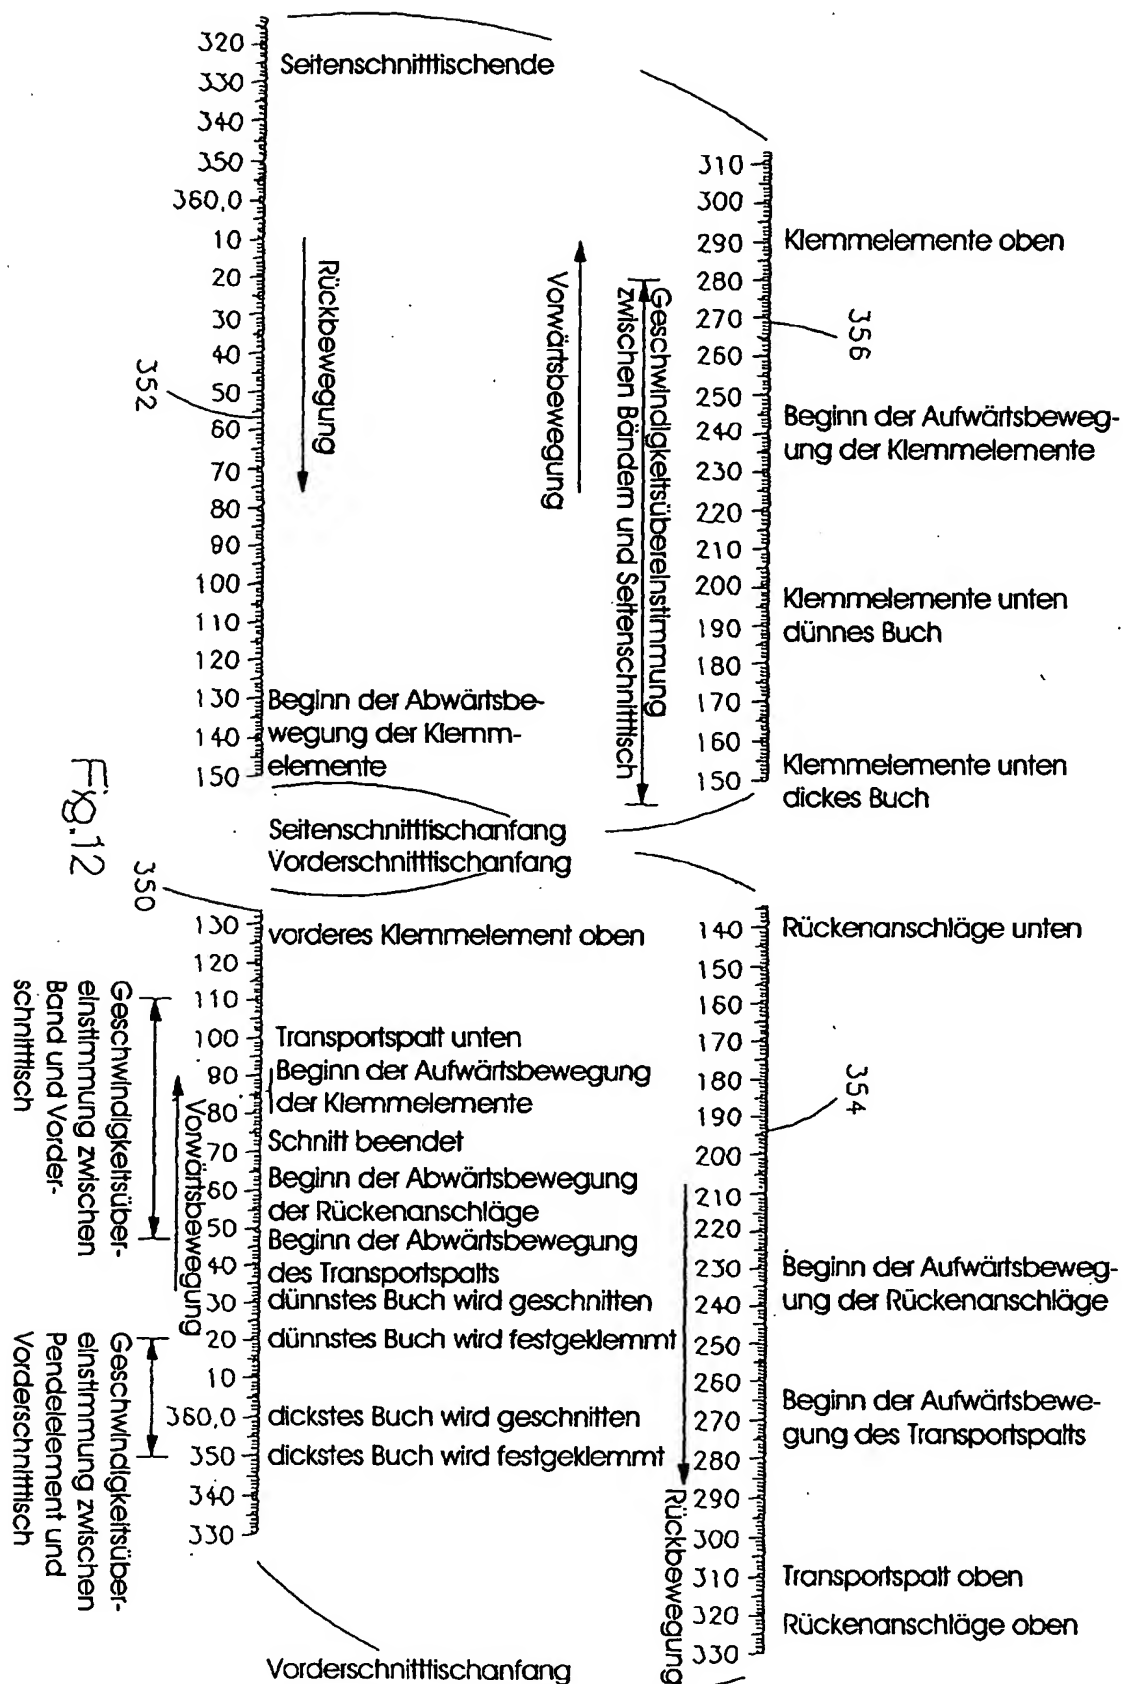 320
Seitenschnitttischende
330
340
350
360,0
10
20
30
40
50
60
70
80
90
100
110
120
130
140
150
Rückbewegung
352
Beginn der Abwärtsbe-
wegung der Klemm-
elemente
Vorwärtsbewegung
Geschwindigkeitsübereinstimmung
zwischen Bändern und Seitenschnitttisch
310
300
290
280
270
260
250
240
230
220
210
200
190
180
170
160
150
Klemmelemente oben
356
Beginn der Aufwärtsbeweg-
ung der Klemmelemente
Klemmelemente unten
dünnes Buch
Klemmelemente unten
dickes Buch
Seitenschnitttischanfang
Vorderschnitttischanfang
Fig.12
350
130
120
110
100
90
80
70
60
50
40
30
20
10
360,0
350
340
330
vorderes Klemmelement oben
Transportspalt unten
Beginn der Aufwärtsbewegung
der Klemmelemente
Schnitt beendet
Beginn der Abwärtsbewegung
der Rückenanschläge
Beginn der Abwärtsbewegung
des Transportspalts
dünnstes Buch wird geschnitten
dünnstes Buch wird festgeklemmt
dickstes Buch wird geschnitten
dickstes Buch wird festgeklemmt
Geschwindigkeitsüber-
einstimmung zwischen
Band und Vorder-
schnitttisch
Vorwärtsbewegung
Geschwindigkeitsüber-
einstimmung zwischen
Pendelelement und
Vorderschnitttisch
140
150
160
170
180
190
200
210
220
230
240
250
260
270
280
290
300
310
320
330
Rückenanschläge unten
354
Beginn der Aufwärtsbeweg-
ung der Rückenanschläge
Beginn der Aufwärtsbewe-
gung des Transportspalts
Transportspalt oben
Rückenanschläge oben
Rückbewegung
Vorderschnitttischanfang